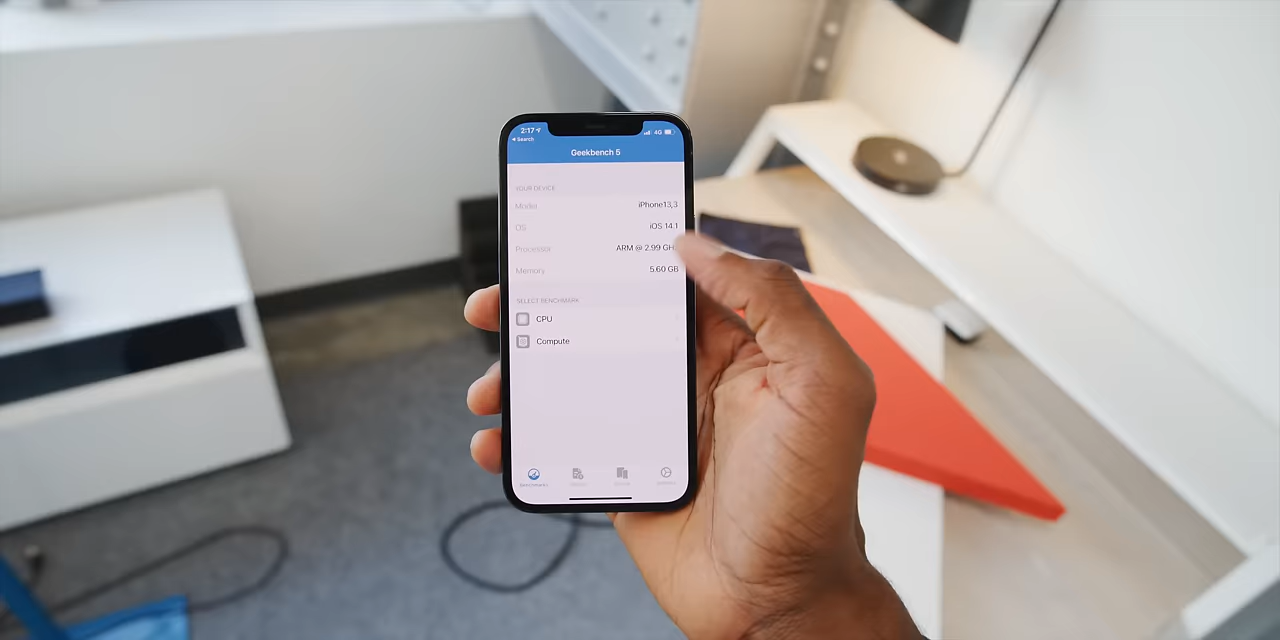 2:17
4G
Search
Geekbench 5
YOUR DEVICE
Model iPhone13,3
OS iOS 14.1
Processor ARM @ 2.99 GH
Memory 5.60 GB
SELECT BENCHMARK
CPU
Compute